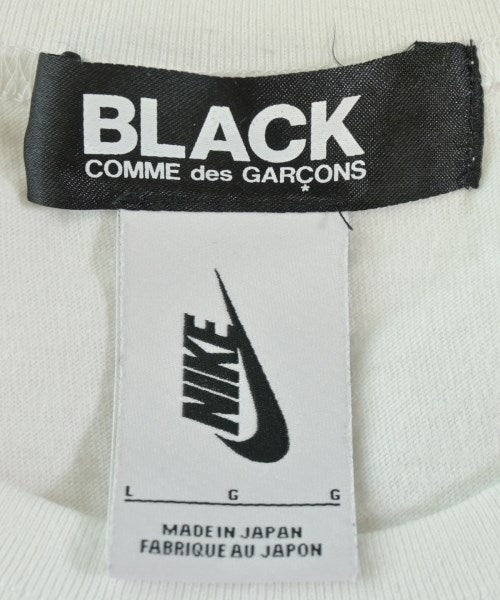 BLACK
COMME des GARÇONS
*
NIKE
L G G
MADE IN JAPAN
FABRIQUE AU JAPON